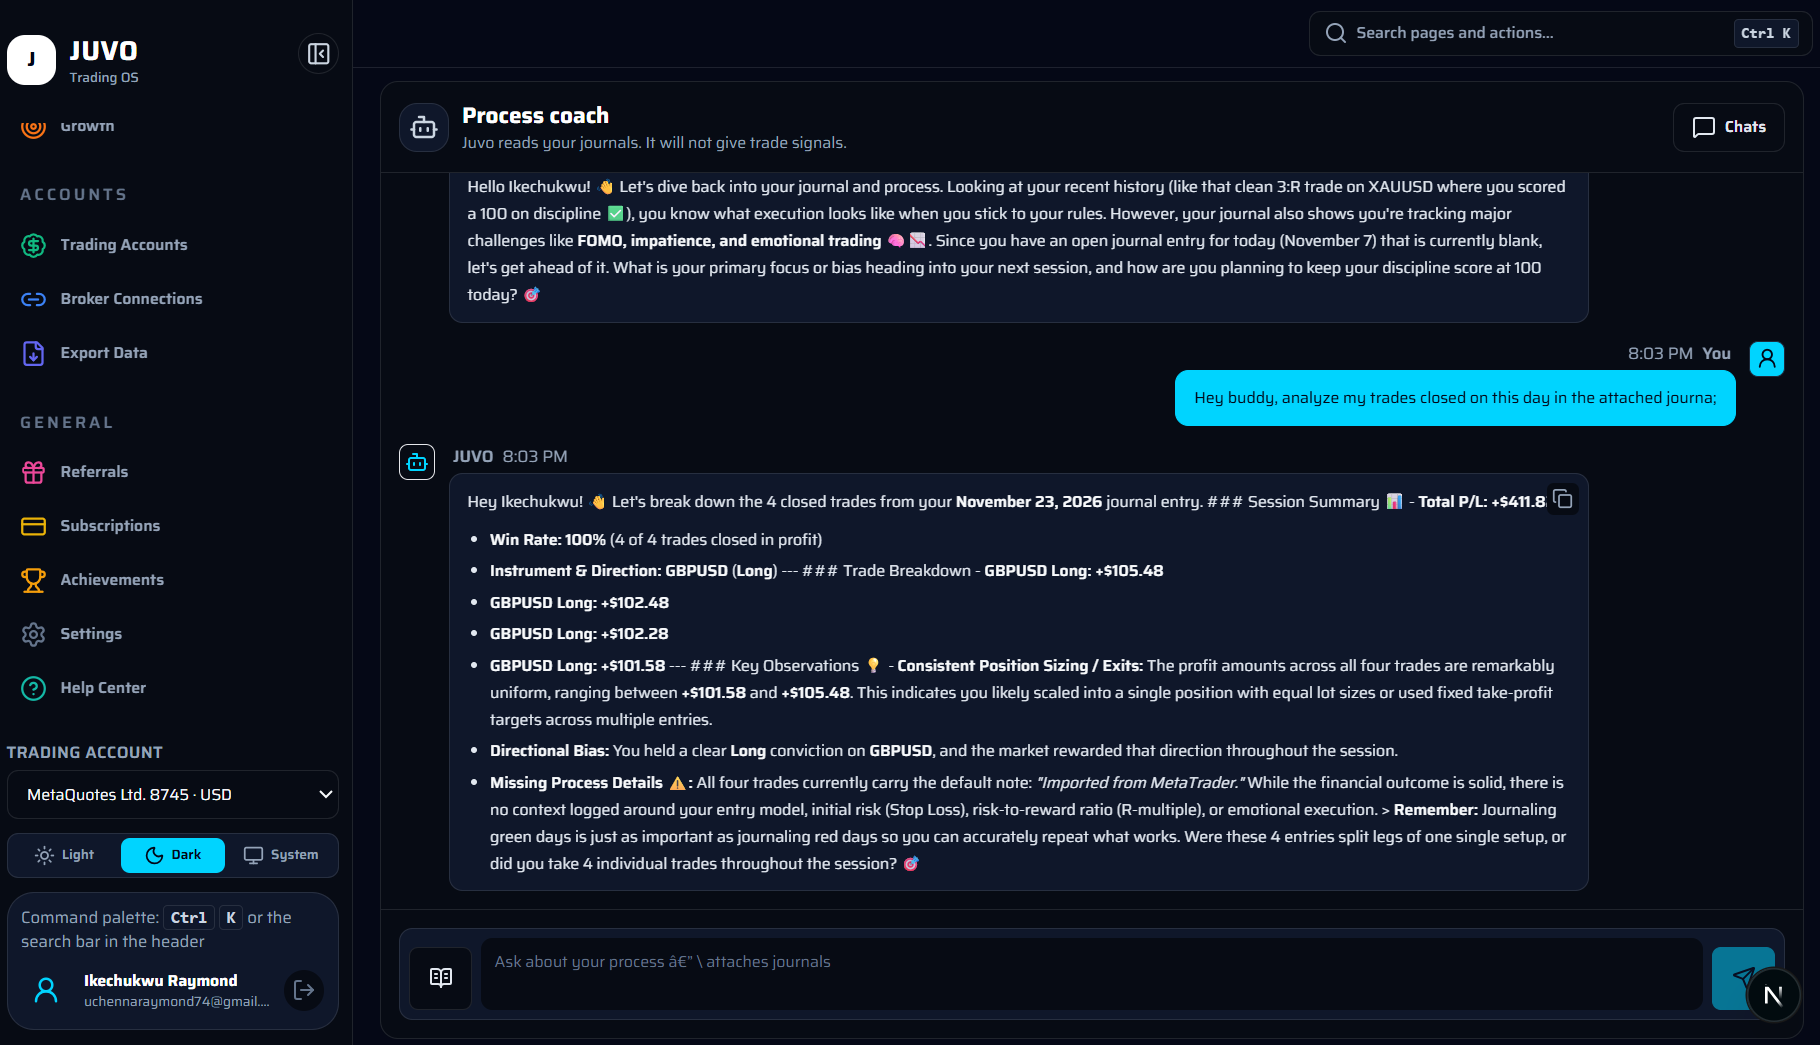 J
JUVO
Trading OS
Search pages and actions...
Ctrl K
Growth
ACCOUNTS
Trading Accounts
Broker Connections
Export Data
GENERAL
Referrals
Subscriptions
Achievements
Settings
Help Center
TRADING ACCOUNT
MetaQuotes Ltd. 8745 · USD
Light
Dark
System
Command palette: Ctrl K or the
search bar in the header
Ikechukwu Raymond
uchennaraymond74@gmail....
Process coach
Juvo reads your journals. It will not give trade signals.
Chats
Hello Ikechukwu! 👋 Let's dive back into your journal and process. Looking at your recent history (like that clean 3:R trade on XAUUSD where you scored
a 100 on discipline ✅), you know what execution looks like when you stick to your rules. However, your journal also shows you're tracking major
challenges like FOMO, impatience, and emotional trading 🧠 📉. Since you have an open journal entry for today (November 7) that is currently blank,
let's get ahead of it. What is your primary focus or bias heading into your next session, and how are you planning to keep your discipline score at 100
today? 🎯
8:03 PM You
Hey buddy, analyze my trades closed on this day in the attached journa;
JUVO 8:03 PM
Hey Ikechukwu! 👋 Let's break down the 4 closed trades from your November 23, 2026 journal entry. ### Session Summary 📊 - Total P/L: +$411.8
• Win Rate: 100% (4 of 4 trades closed in profit)
• Instrument & Direction: GBPUSD (Long) --- ### Trade Breakdown - GBPUSD Long: +$105.48
• GBPUSD Long: +$102.48
• GBPUSD Long: +$102.28
• GBPUSD Long: +$101.58 --- ### Key Observations 💡 - Consistent Position Sizing / Exits: The profit amounts across all four trades are remarkably
uniform, ranging between +$101.58 and +$105.48. This indicates you likely scaled into a single position with equal lot sizes or used fixed take-profit
targets across multiple entries.
• Directional Bias: You held a clear Long conviction on GBPUSD, and the market rewarded that direction throughout the session.
• Missing Process Details ⚠️: All four trades currently carry the default note: "Imported from MetaTrader." While the financial outcome is solid, there is
no context logged around your entry model, initial risk (Stop Loss), risk-to-reward ratio (R-multiple), or emotional execution. > Remember: Journaling
green days is just as important as journaling red days so you can accurately repeat what works. Were these 4 entries split legs of one single setup, or
did you take 4 individual trades throughout the session? 🎯
Ask about your process â€" \ attaches journals
N